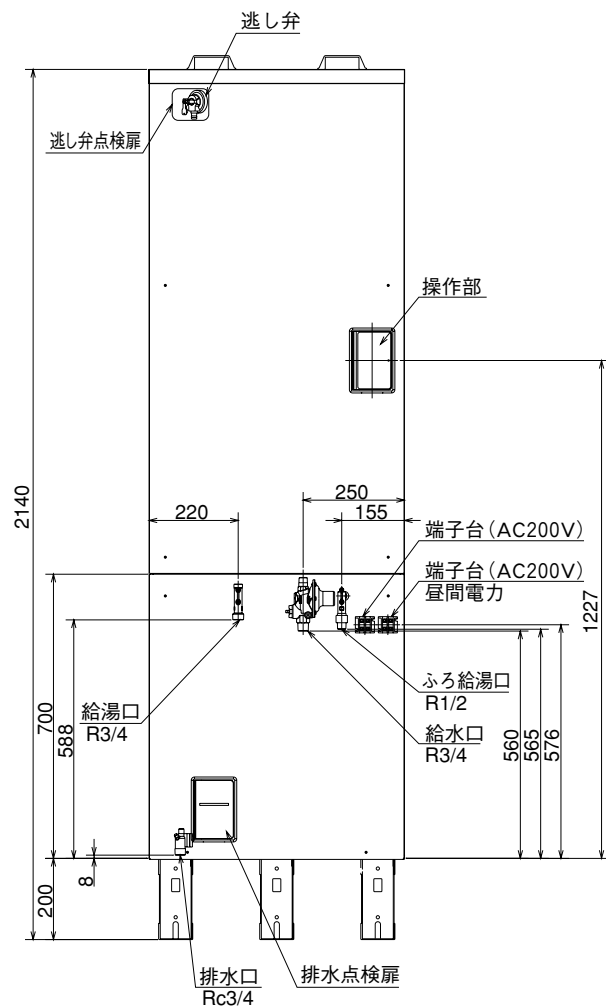 逃し弁
逃し弁点検扉
操作部
2140
1227
250
220
155
端子台(AC200V)
端子台(AC200V)
昼間電力
ふろ給湯口
R1/2
給湯口
R3/4
給水口
R3/4
700
588
560
565
576
8
200
排水口
Rc3/4
排水点検扉